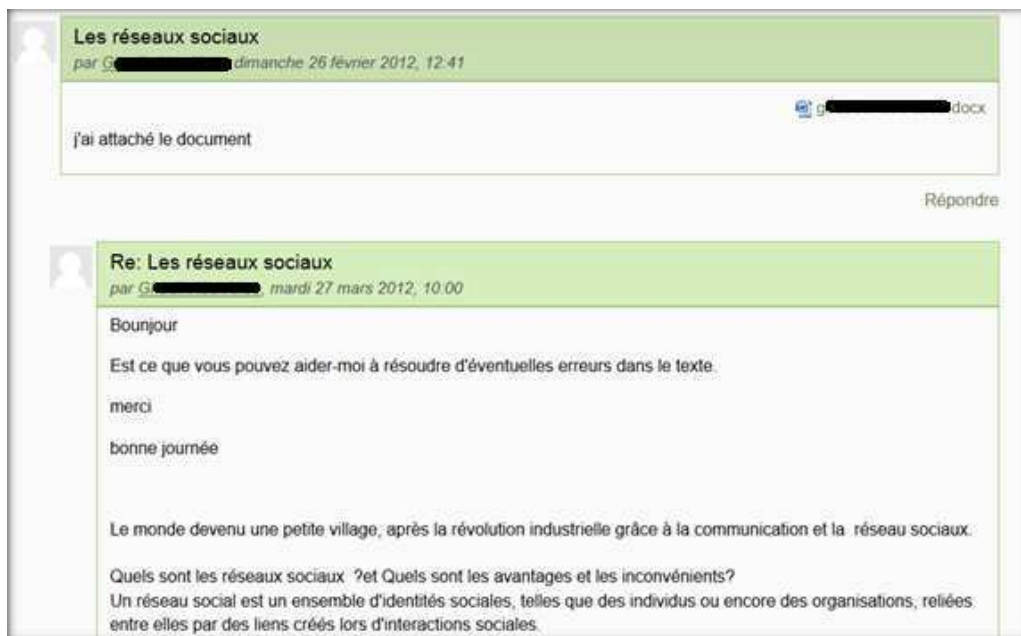 Les réseaux sociaux
par G dimanche 26 février 2012, 12:41
g docx
j'ai attaché le document
Répondre
Re: Les réseaux sociaux
par G , mardi 27 mars 2012, 10:00
Bounjour
Est ce que vous pouvez aider-moi à résoudre d'éventuelles erreurs dans le texte.
merci
bonne journée
Le monde devenu une petite village, après la révolution industrielle grâce à la communication et la réseau sociaux.
Quels sont les réseaux sociaux ?et Quels sont les avantages et les inconvénients?
Un réseau social est un ensemble d'identités sociales, telles que des individus ou encore des organisations, reliées
entre elles par des liens créés lors d'interactions sociales.